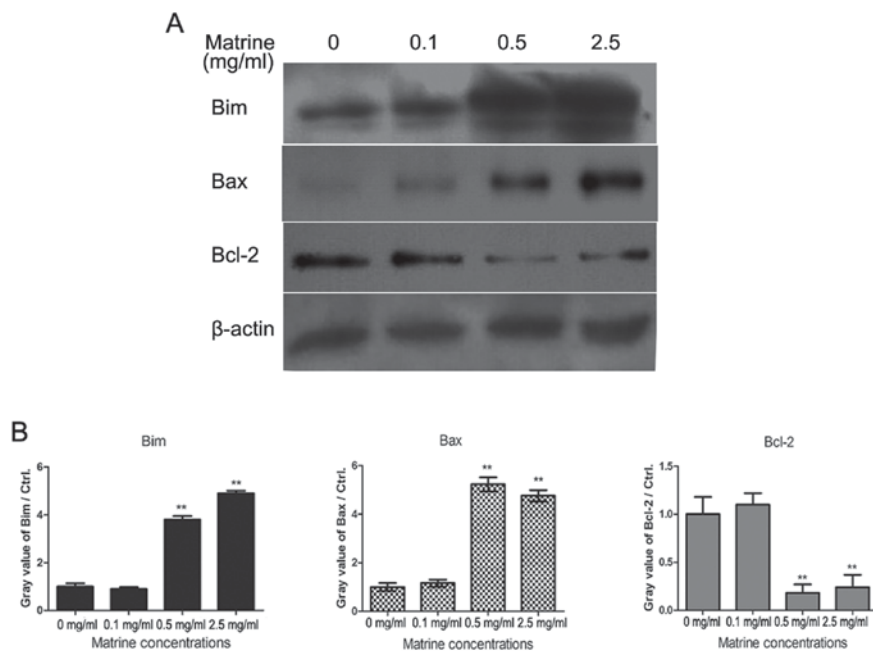 A
Matrine
(mg/ml)
0 0.1 0.5 2.5
Bim
Bax
Bcl-2
β-actin
B
Bim
Gray value of Bim / Ctrl.
6
4
2
0
**
**
0 mg/ml 0.1 mg/ml 0.5 mg/ml 2.5 mg/ml
Matrine concentrations
Bax
Gray value of Bax / Ctrl.
6
4
2
0
**
**
0 mg/ml 0.1 mg/ml 0.5 mg/ml 2.5 mg/ml
Matrine concentrations
Bcl-2
Gray value of Bcl-2 / Ctrl.
1.5
1.0
0.5
0.0
**
**
0 mg/ml 0.1 mg/ml 0.5 mg/ml 2.5 mg/ml
Matrine concentrations